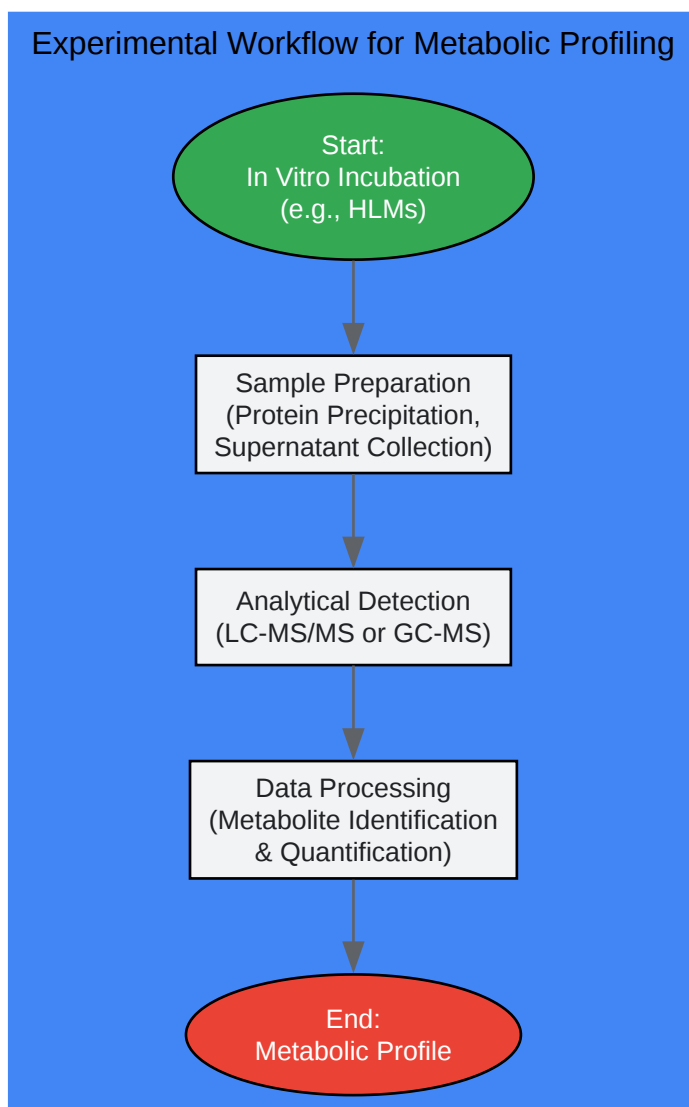 Experimental Workflow for Metabolic Profiling
Start:
In Vitro Incubation
(e.g., HLMs)
Sample Preparation
(Protein Precipitation,
Supernatant Collection)
Analytical Detection
(LC-MS/MS or GC-MS)
Data Processing
(Metabolite Identification
& Quantification)
End:
Metabolic Profile